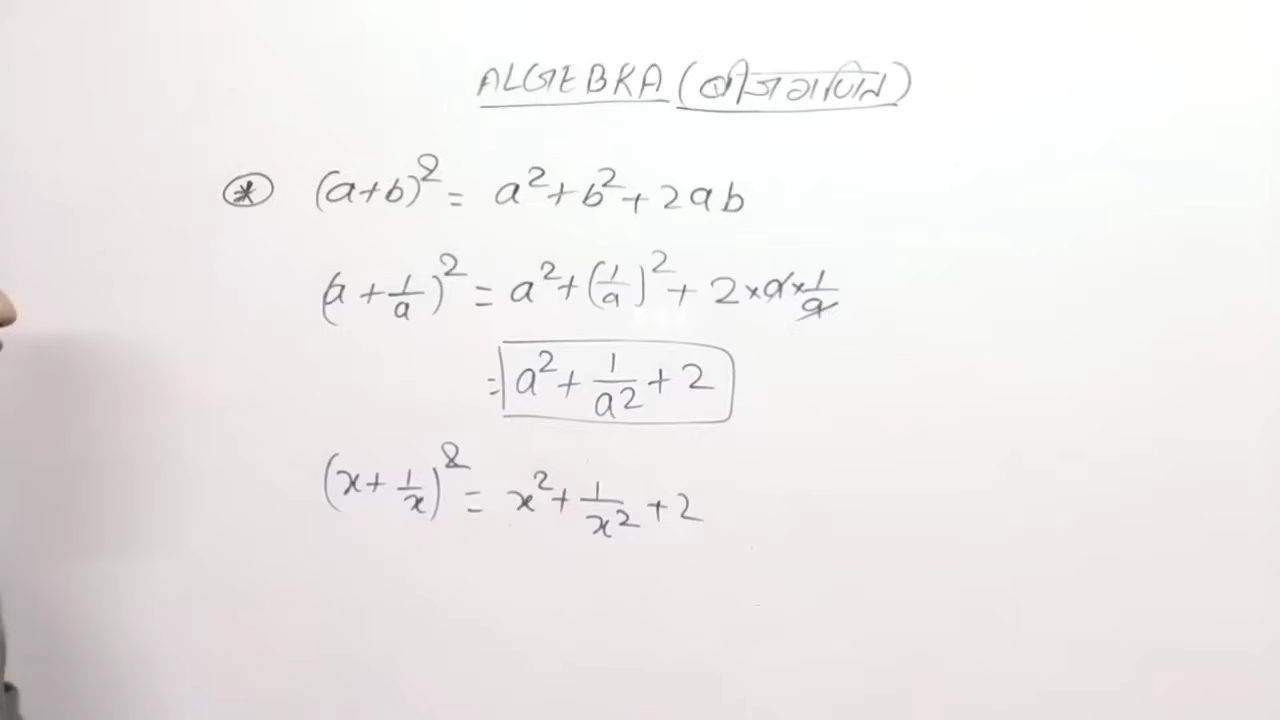 ALGEBRA (বীজগণিত)
⊛ (a+b)² = a²+b²+2ab
(a+1/a)² = a²+(1/a)²+2×a×1/a
= a²+1/a²+2
(x+1/x)² = x²+1/x²+2